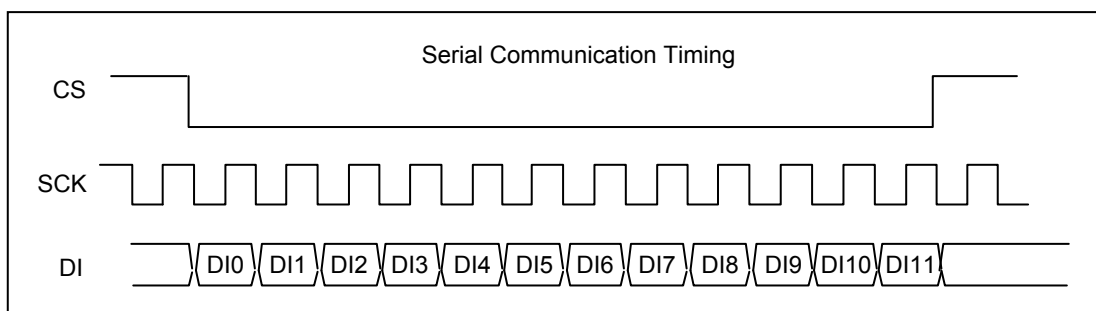 Serial Communication Timing
CS
SCK
DI DI0 DI1 DI2 DI3 DI4 DI5 DI6 DI7 DI8 DI9 DI10 DI11